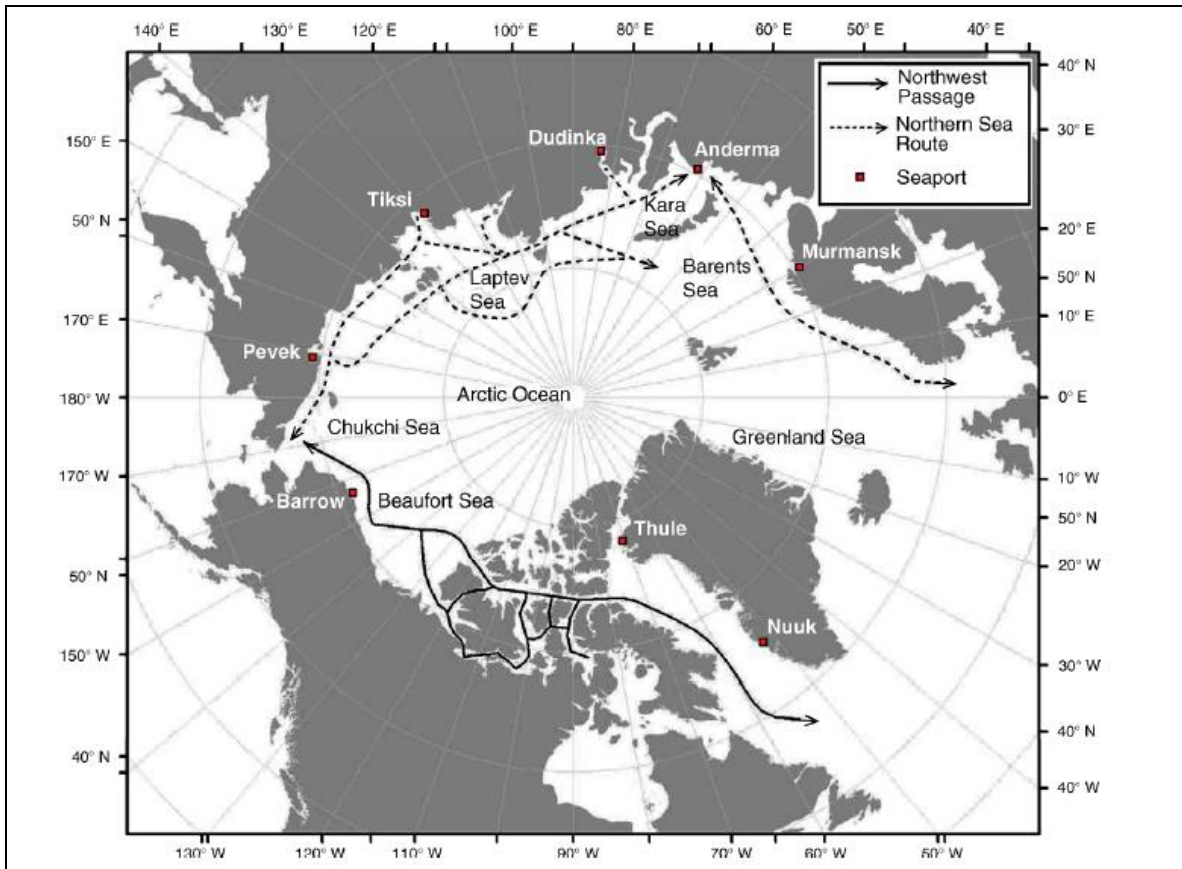 140° E
130° E
120° E
100° E
80° E
60° E
50° E
40° E
40° N
30° E
20° E
50° N
10° E
0° E
10° W
50° N
20° W
30° W
40° N
40° W
150° E
50° N
170° E
180° W
170° W
50° N
150° W
40° N
130° W
120° W
110° W
90° W
70° W
60° W
50° W
Northwest
Passage
Northern Sea
Route
Seaport
Dudinka
Anderma
Tiksi
Kara
Sea
Murmansk
Barents
Sea
Laptev
Sea
Pevek
Arctic Ocean
Chukchi Sea
Greenland Sea
Barrow
Beaufort Sea
Thule
Nuuk